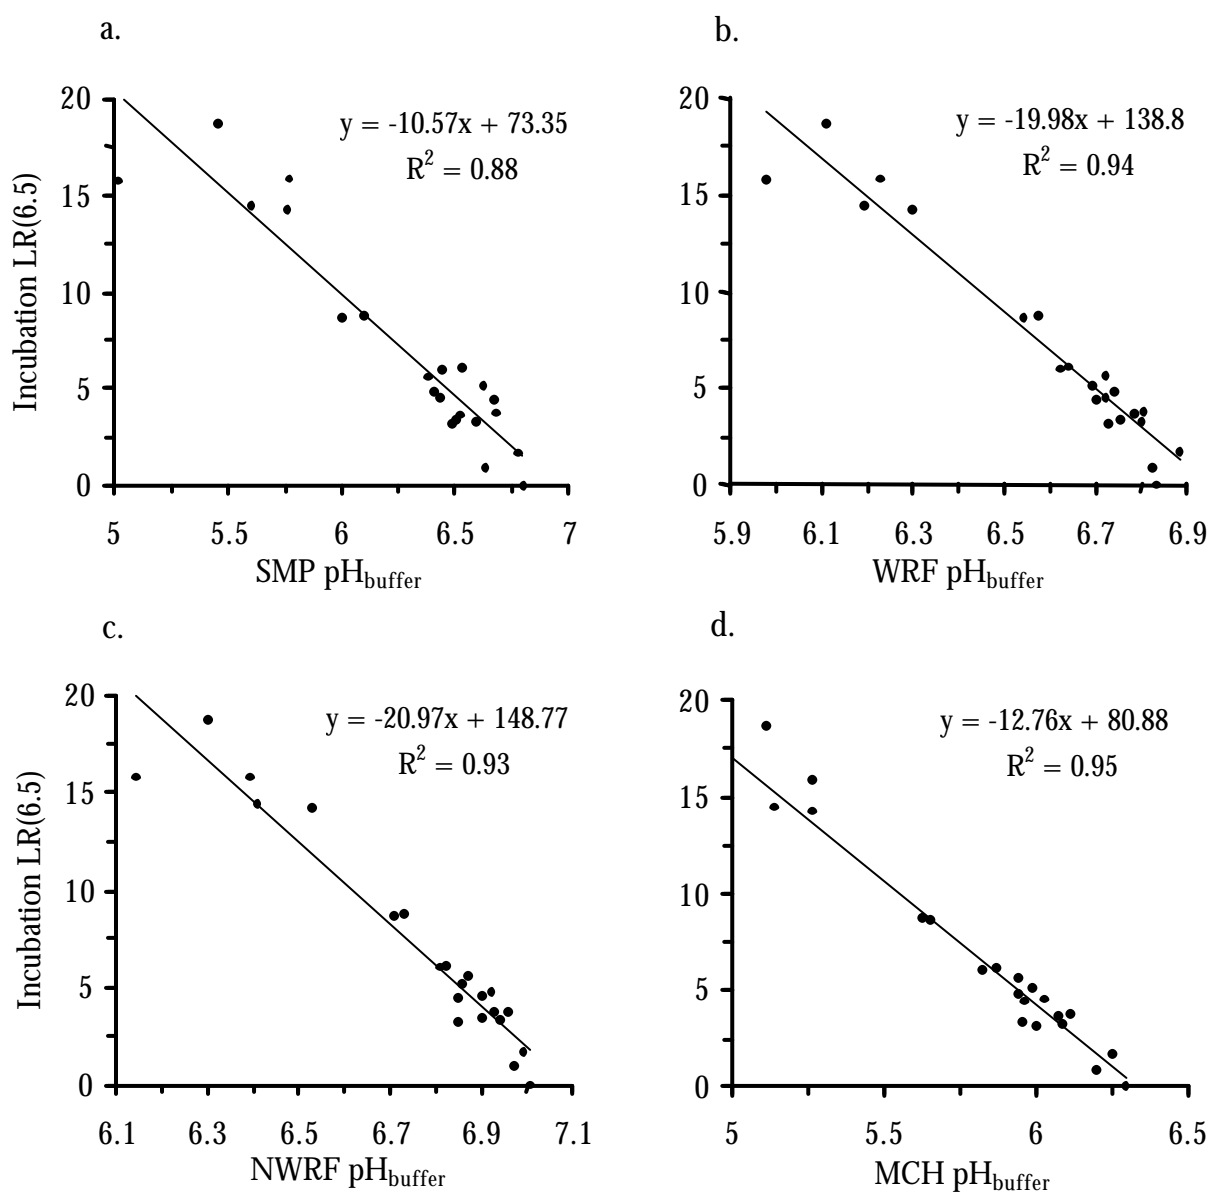 a.
y = -10.57x + 73.35
R² = 0.88
Incubation LR(6.5)
20
15
10
5
0
5 5.5 6 6.5 7
SMP pH_buffer
b.
y = -19.98x + 138.8
R² = 0.94
20
15
10
5
0
5.9 6.1 6.3 6.5 6.7 6.9
WRF pH_buffer
c.
y = -20.97x + 148.77
R² = 0.93
Incubation LR(6.5)
20
15
10
5
0
6.1 6.3 6.5 6.7 6.9 7.1
NWRF pH_buffer
d.
y = -12.76x + 80.88
R² = 0.95
20
15
10
5
0
5 5.5 6 6.5
MCH pH_buffer